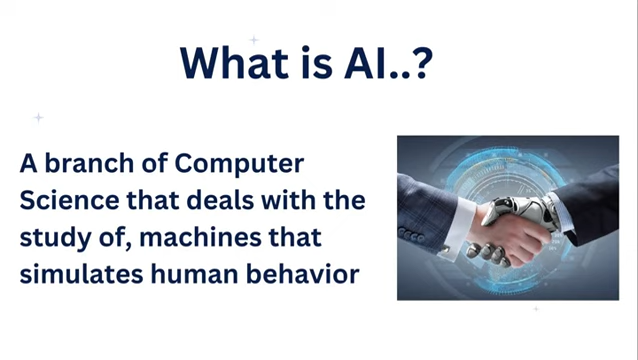 What is AI..?
A branch of Computer
Science that deals with the
study of, machines that
simulates human behavior